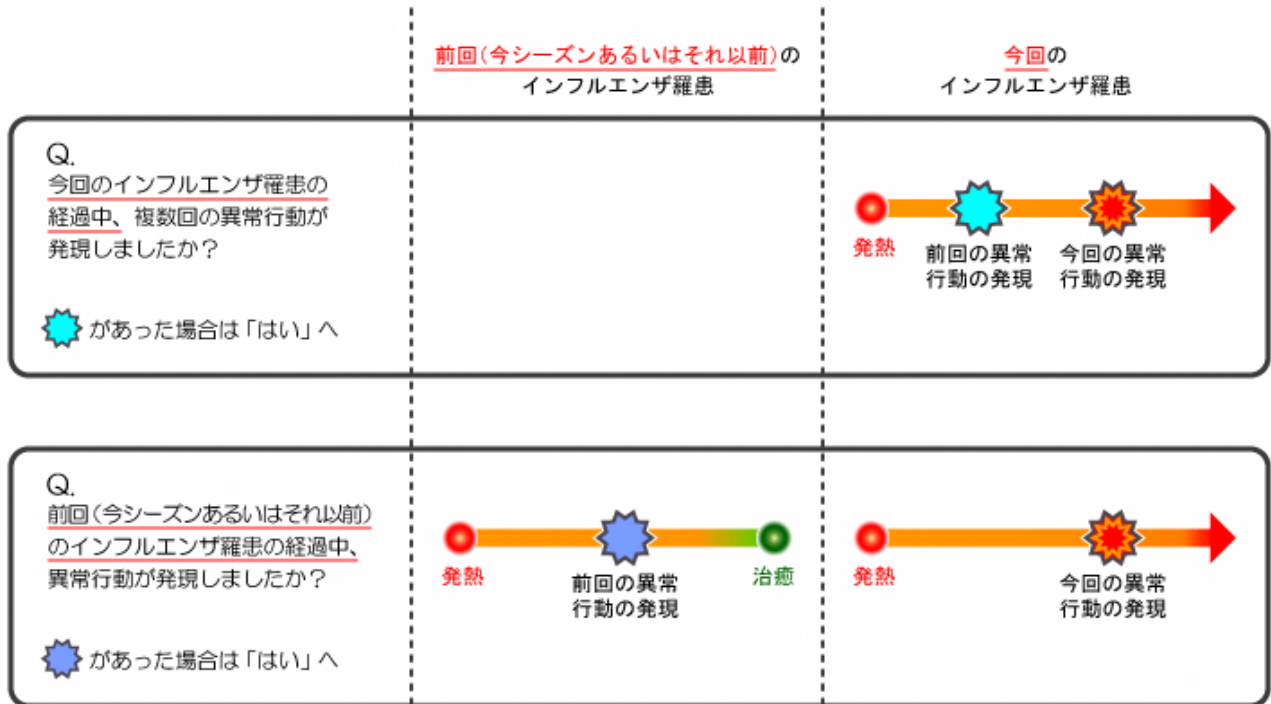 前回(今シーズンあるいはそれ以前)の
インフルエンザ罹患
今回の
インフルエンザ罹患
Q.
今回のインフルエンザ罹患の
経過中、複数回の異常行動が
発現しましたか？
があった場合は「はい」へ
発熱
前回の異常
行動の発現
今回の異常
行動の発現
Q.
前回(今シーズンあるいはそれ以前)
のインフルエンザ罹患の経過中、
異常行動が発現しましたか？
があった場合は「はい」へ
発熱
前回の異常
行動の発現
治癒
発熱
今回の異常
行動の発現